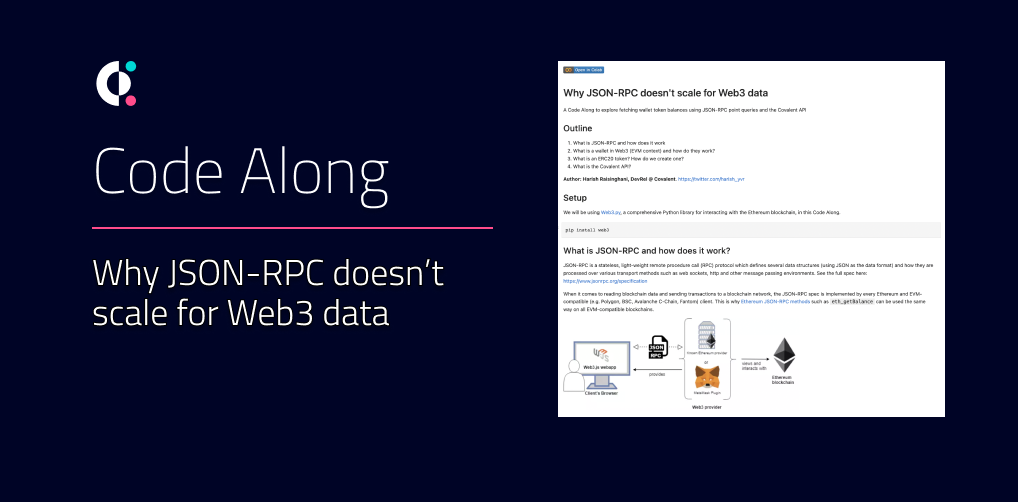 Code Along
Why JSON-RPC doesn't
scale for Web3 data
Open in Colab
Why JSON-RPC doesn't scale for Web3 data
A Code Along to explore fetching wallet token balances using JSON-RPC point queries and the Covalent API
Outline
1. What is JSON-RPC and how does it work
2. What is a wallet in Web3 (EVM context) and how do they work?
3. What is an ERC20 token? How do we create one?
4. What is the Covalent API?
Author: Harish Raisinghani, DevRel @ Covalent. https://twitter.com/harish_yvr
Setup
We will be using Web3.py, a comprehensive Python library for interacting with the Ethereum blockchain, in this Code Along.
pip install web3
What is JSON-RPC and how does it work?
JSON-RPC is a stateless, light-weight remote procedure call (RPC) protocol which defines several data structures (using JSON as the data format) and how they are
processed over various transport methods such as web sockets, http and other message passing environments. See the full spec here:
https://www.jsonrpc.org/specification
When it comes to reading blockchain data and sending transactions to a blockchain network, the JSON-RPC spec is implemented by every Ethereum and EVM-
compatible (e.g. Polygon, BSC, Avalanche C-Chain, Fantom) client. This is why Ethereum JSON-RPC methods such as eth_getBalance can be used the same
way on all EVM-compatible blockchains.
Web3.js webapp
Client's Browser
JSON
RPC
provides
Ethereum provider
or
MetaMask Plugin
Web3 provider
views and
interacts with
Ethereum
blockchain